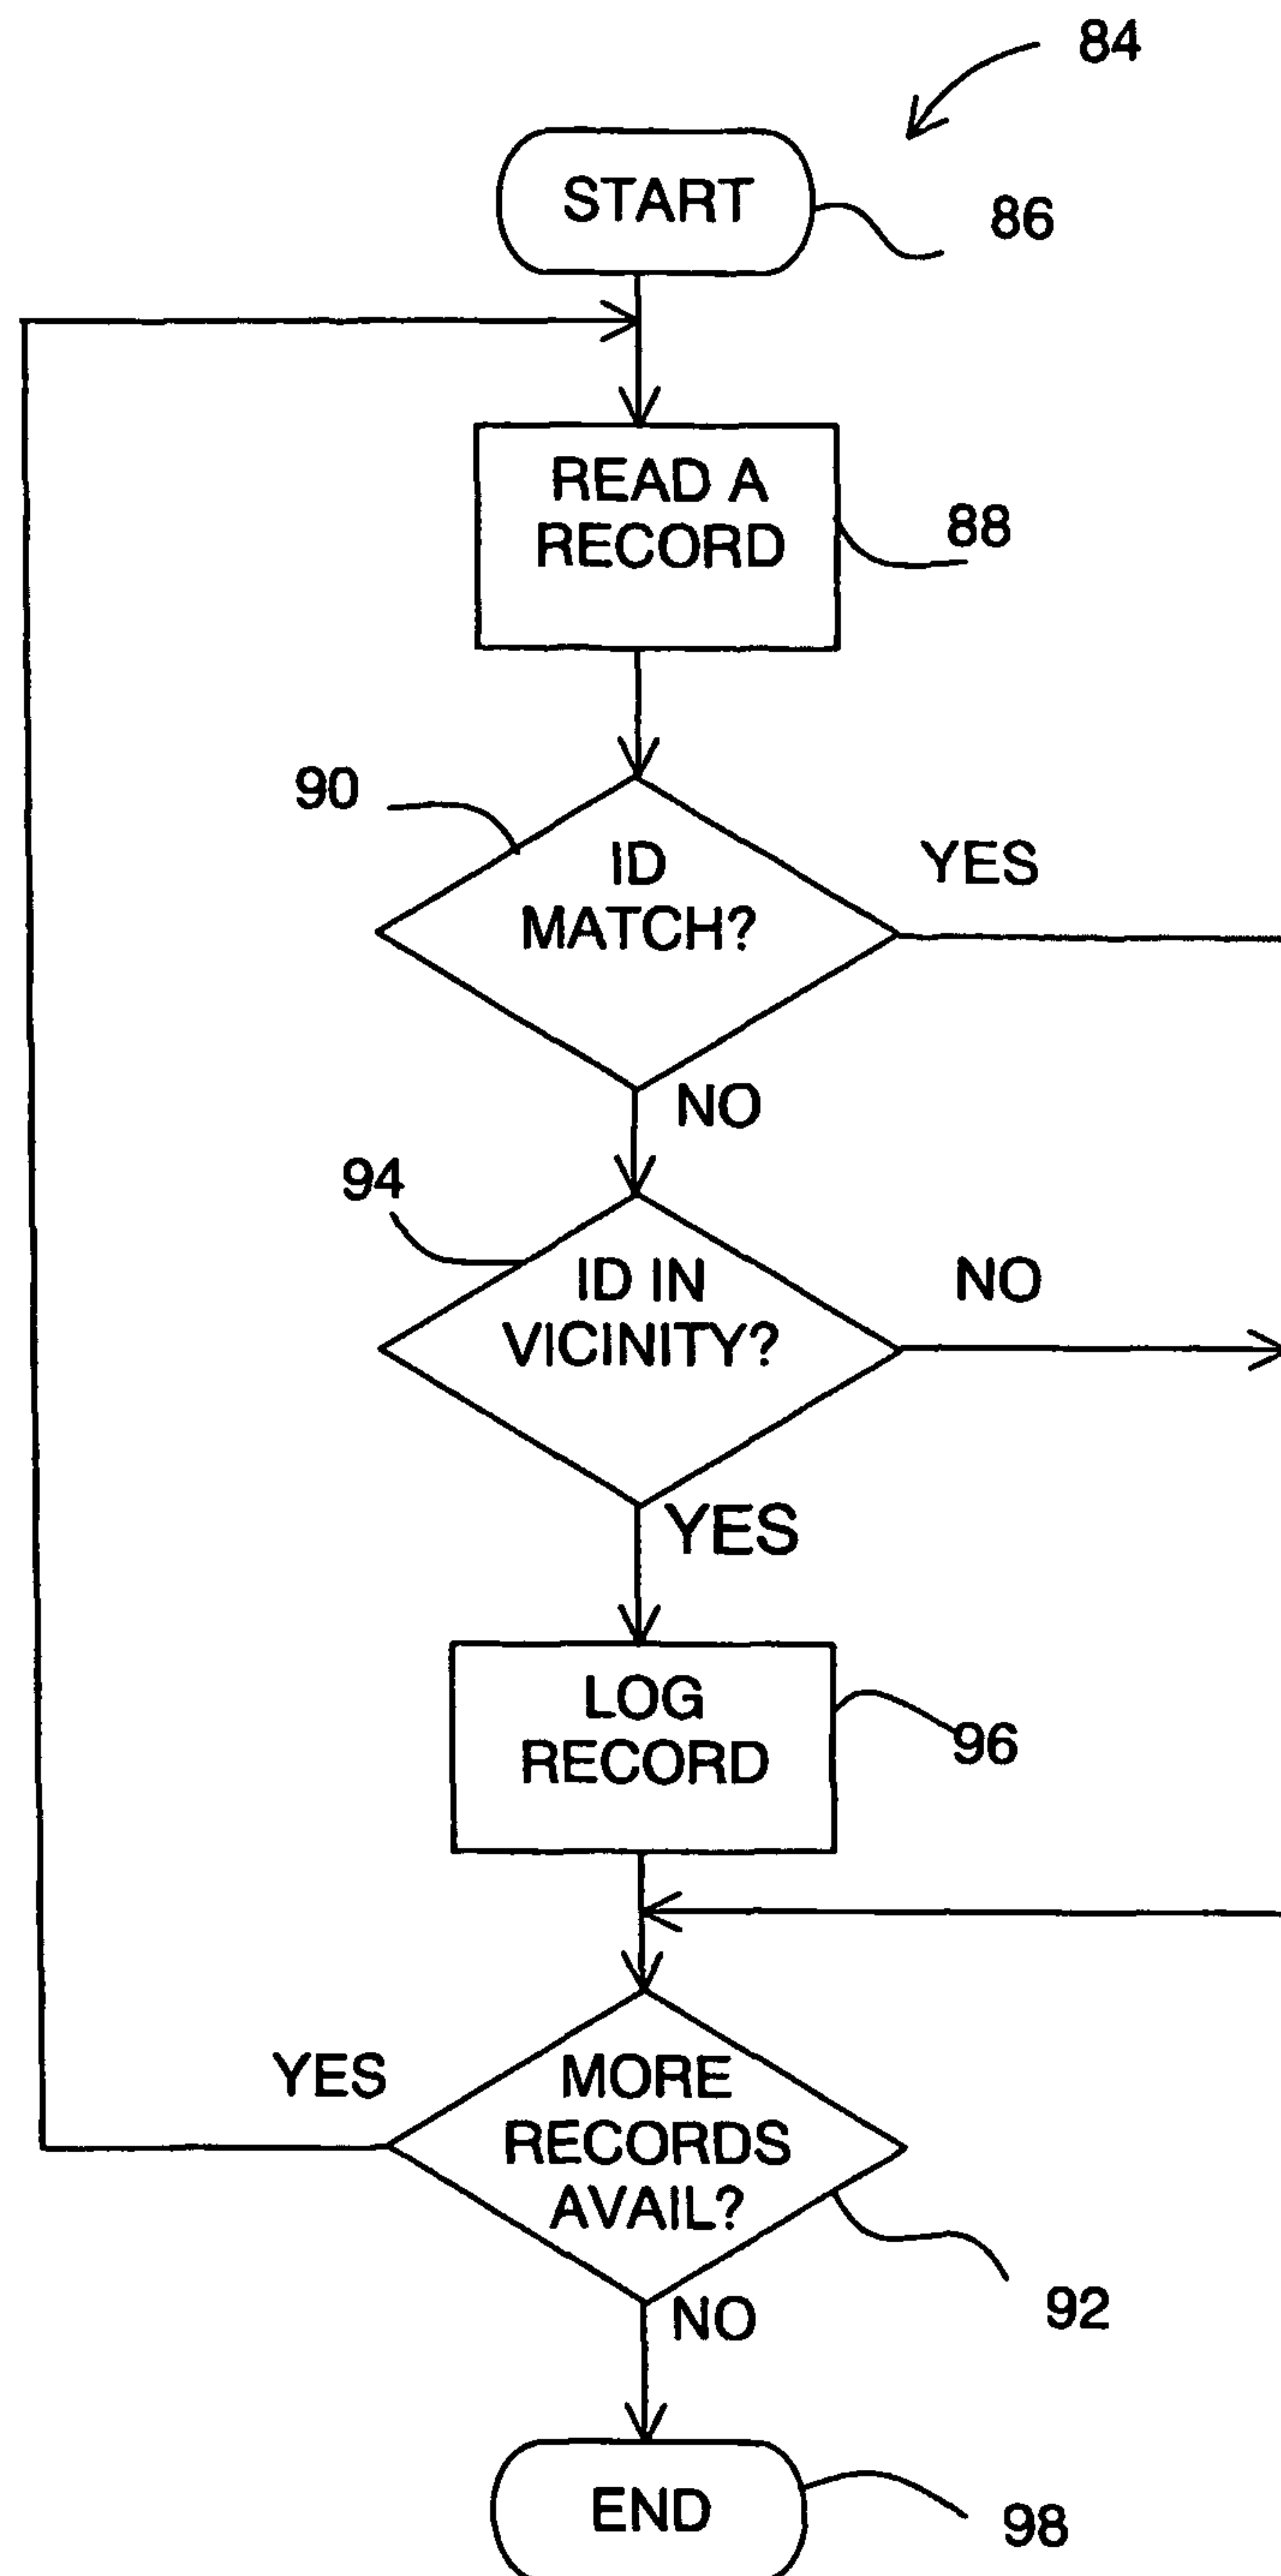 84
START
86
READ A
RECORD
88
90
ID
MATCH?
YES
NO
94
ID IN
VICINITY?
NO
YES
LOG
RECORD
96
YES
MORE
RECORDS
AVAIL?
92
NO
END
98